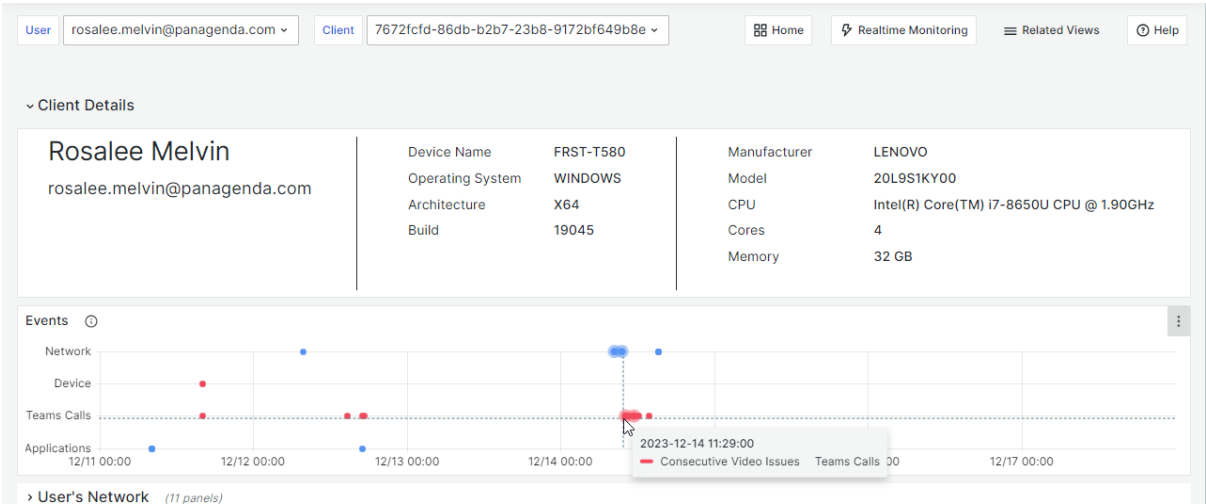 User rosalee.melvin@panagenda.com Client 7672fcfd-86db-b2b7-23b8-9172bf649b8e Home Realtime Monitoring Related Views Help
Client Details
Rosalee Melvin
rosalee.melvin@panagenda.com
Device Name FRST-T580
Operating System WINDOWS
Architecture X64
Build 19045
Manufacturer LENOVO
Model 20L9S1KY00
CPU Intel(R) Core(TM) i7-8650U CPU @ 1.90GHz
Cores 4
Memory 32 GB
Events
Network
Device
Teams Calls
Applications
2023-12-14 11:29:00
Consecutive Video Issues Teams Calls
12/11 00:00 12/12 00:00 12/13 00:00 12/14 00:00 00 12/17 00:00
User's Network (11 panels)